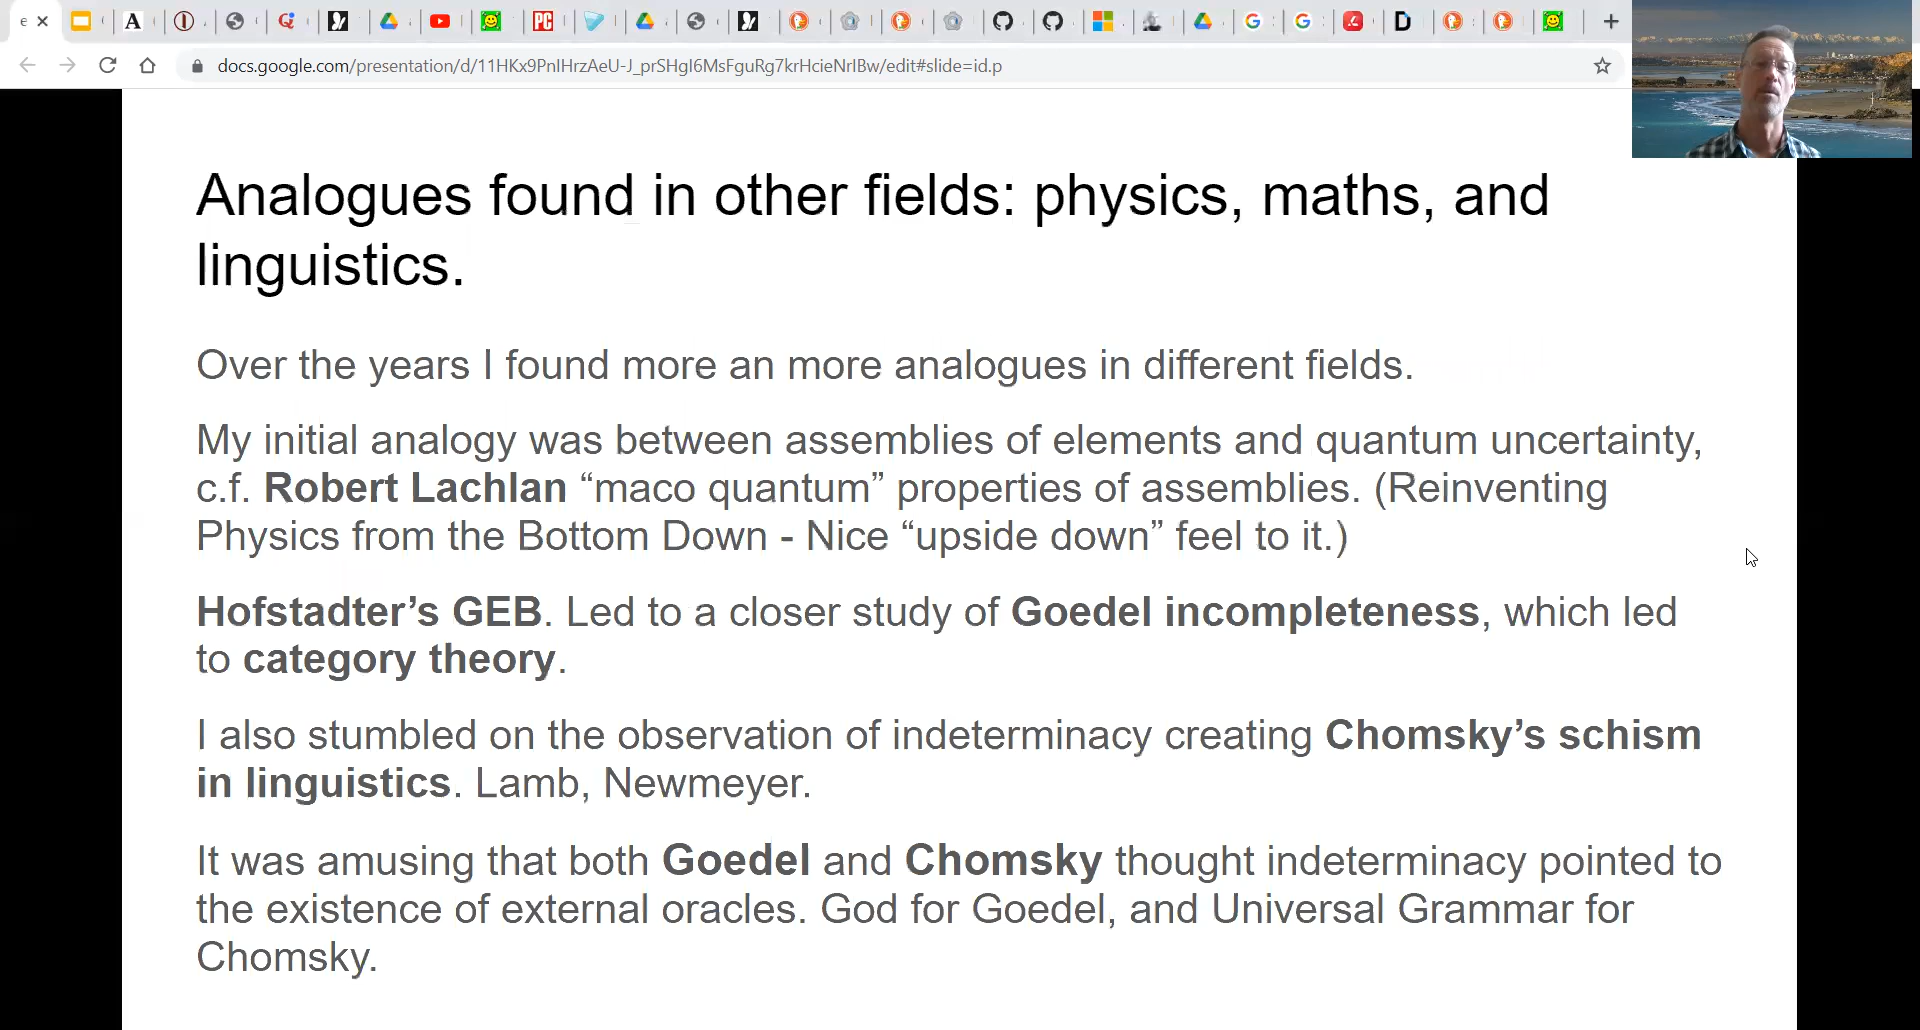 docs.google.com/presentation/d/11HKx9PnIHrzAeU-J_prSHgI6MsFguRg7krHcieNrIBw/edit#slide=id.p
Analogues found in other fields: physics, maths, and
linguistics.
Over the years I found more an more analogues in different fields.
My initial analogy was between assemblies of elements and quantum uncertainty,
c.f. Robert Lachlan “maco quantum” properties of assemblies. (Reinventing
Physics from the Bottom Down - Nice “upside down” feel to it.)
Hofstadter’s GEB. Led to a closer study of Goedel incompleteness, which led
to category theory.
I also stumbled on the observation of indeterminacy creating Chomsky’s schism
in linguistics. Lamb, Newmeyer.
It was amusing that both Goedel and Chomsky thought indeterminacy pointed to
the existence of external oracles. God for Goedel, and Universal Grammar for
Chomsky.